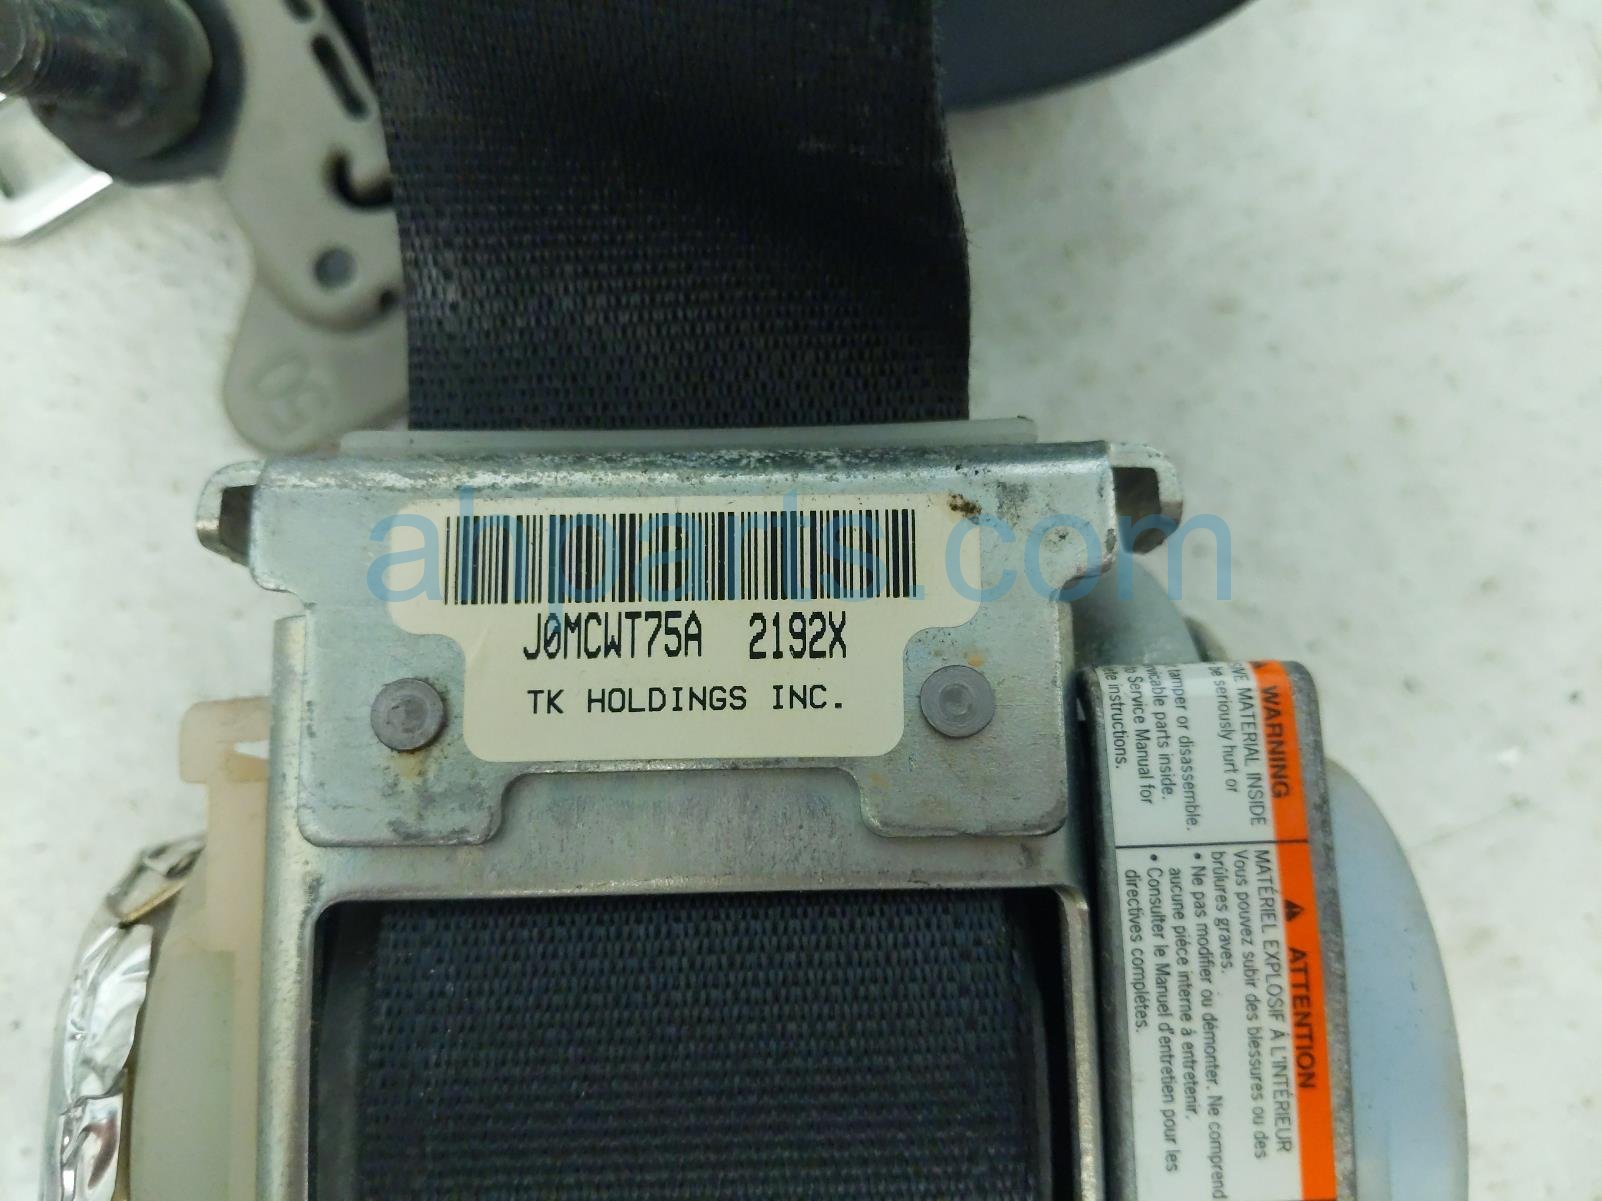 ahparts.com
J0MCWT75A 2192X
TK HOLDINGS INC.
WARNING
MATERIAL INSIDE
be seriously hurt or
tamper or disassemble.
parts inside.
to Service Manual for
instructions.
ATTENTION
MATÉRIEL EXPLOSIF À L'INTÉRIEUR
Vous pouvez subir des blessures ou des
brûlures graves.
• Ne pas modifier ou démonter. Ne comprend
aucune pièce interne à entretenir.
• Consulter le Manuel d'entretien pour les
directives complètes.